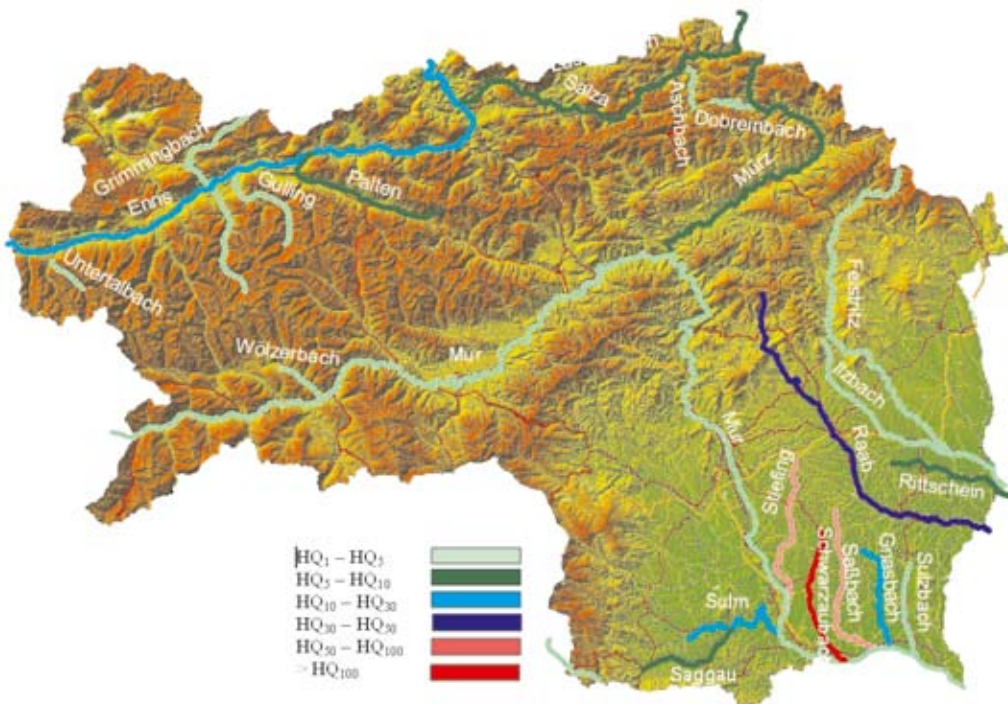 Salza
Aschbach
Dobreinbach
Grimmingbach
Mürz
Palten
Gulling
Enns
Untertalbach
Feistritz
Wölzerbach
Mur
Ilzbach
Mur
Raab
Stiefing
Rittschein
Schwarzaubach
Saßbach
Gnasbach
Sulzbach
Sulm
Saggau
HQ₁ – HQ₅
HQ₅ – HQ₁₀
HQ₁₀ – HQ₃₀
HQ₃₀ – HQ₅₀
HQ₅₀ – HQ₁₀₀
> HQ₁₀₀